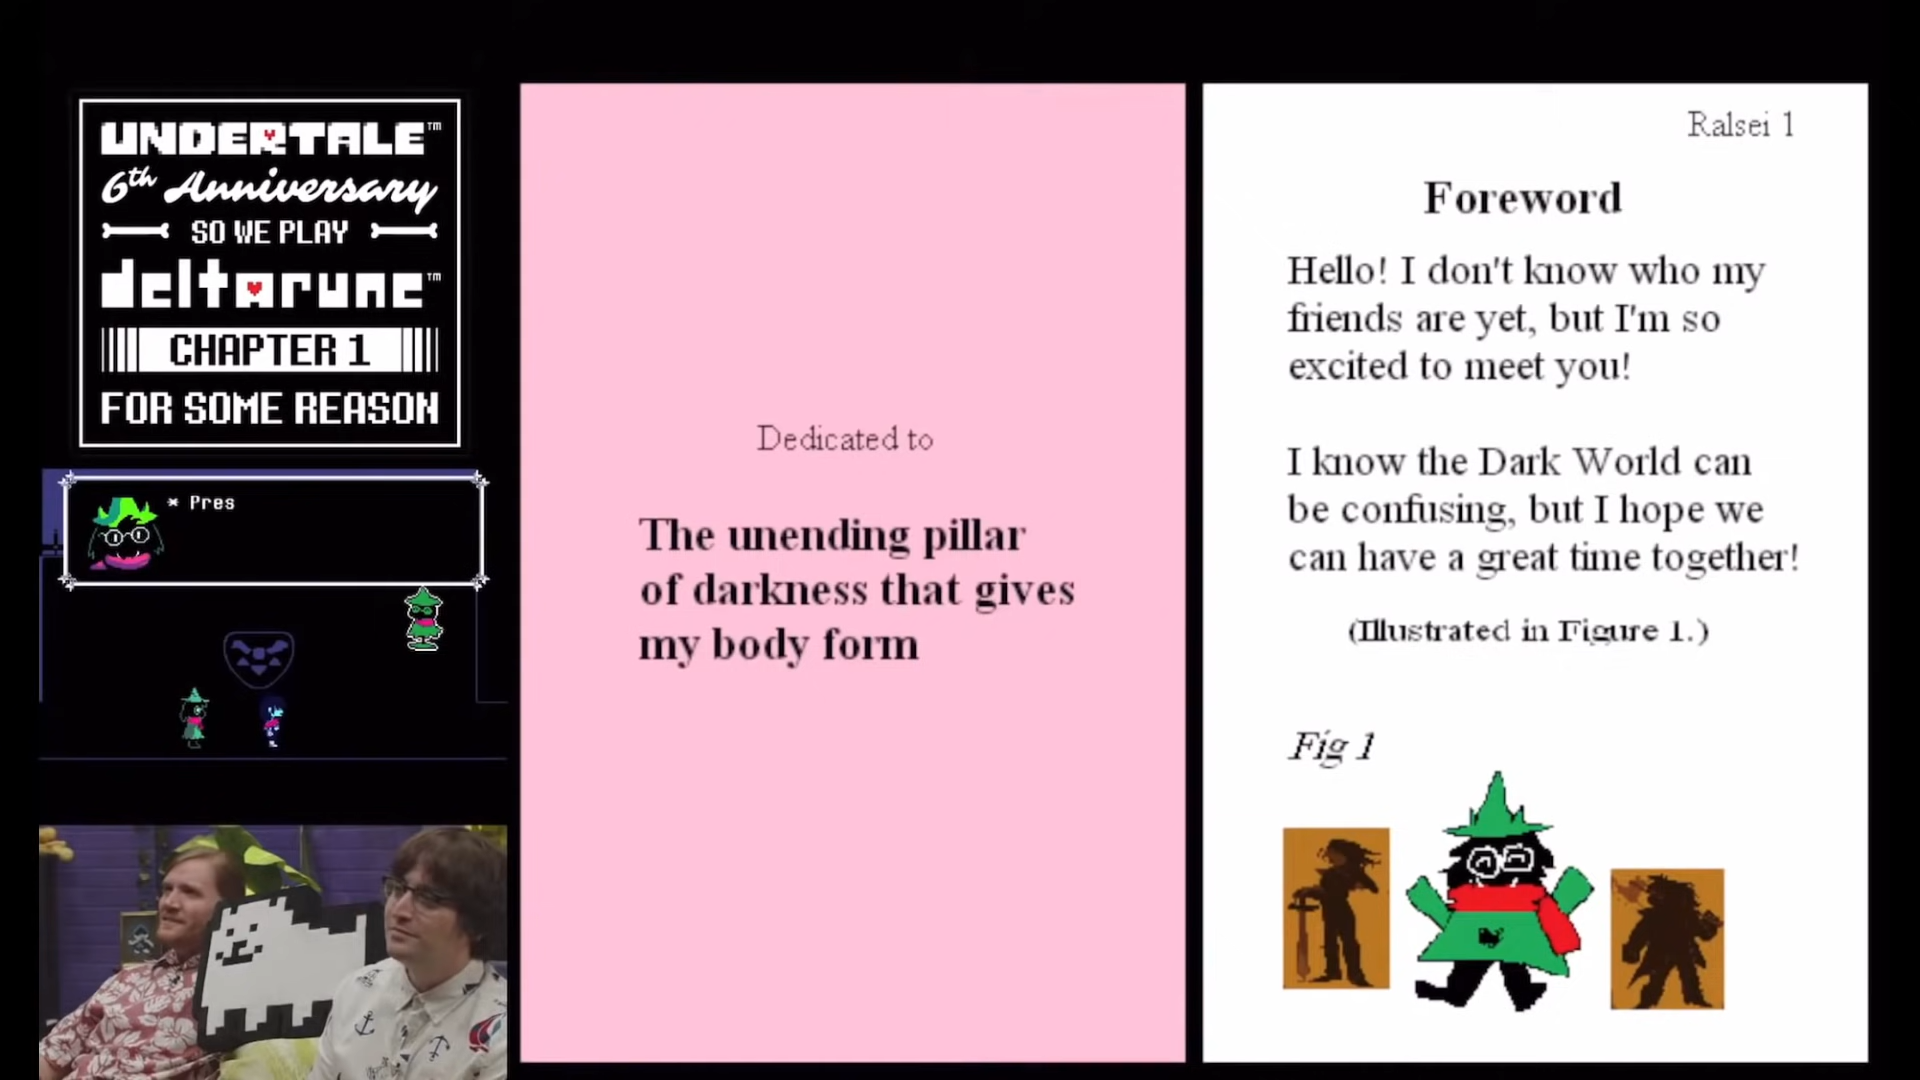 UNDERTALE™
6th Anniversary
SO WE PLAY
deltarune™
CHAPTER 1
FOR SOME REASON
* Pres
Dedicated to
The unending pillar
of darkness that gives
my body form
Ralsei 1
Foreword
Hello! I don't know who my
friends are yet, but I'm so
excited to meet you!
I know the Dark World can
be confusing, but I hope we
can have a great time together!
(Illustrated in Figure 1.)
Fig 1